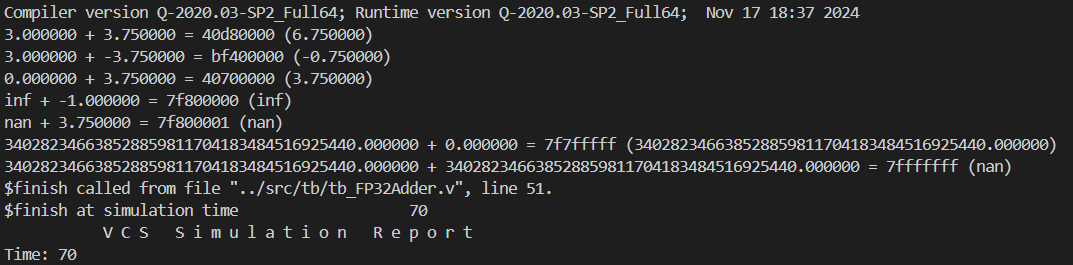 Compiler version Q-2020.03-SP2_Full64; Runtime version Q-2020.03-SP2_Full64;  Nov 17 18:37 2024
3.000000 + 3.750000 = 40d80000 (6.750000)
3.000000 + -3.750000 = bf400000 (-0.750000)
0.000000 + 3.750000 = 40700000 (3.750000)
inf + -1.000000 = 7f800000 (inf)
nan + 3.750000 = 7f800001 (nan)
340282346638528859811704183484516925440.000000 + 0.000000 = 7f7fffff (340282346638528859811704183484516925440.000000)
340282346638528859811704183484516925440.000000 + 340282346638528859811704183484516925440.000000 = 7fffffff (nan)
$finish called from file "../src/tb/tb_FP32Adder.v", line 51.
$finish at simulation time                   70
           V C S   S i m u l a t i o n   R e p o r t
Time: 70